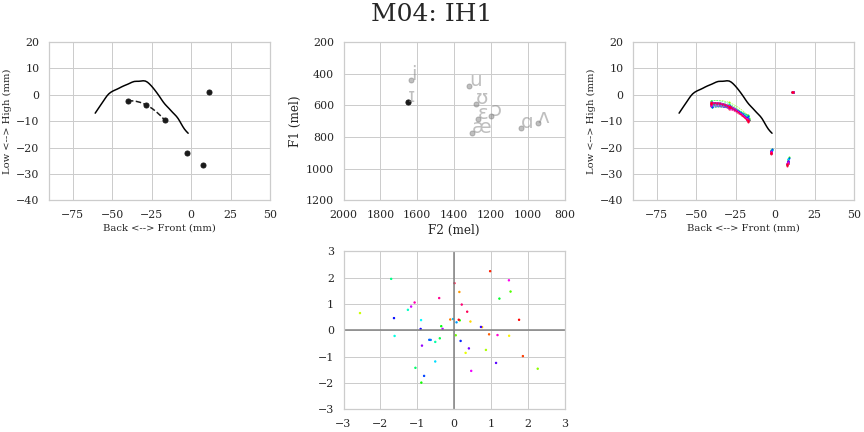 M04: IH1
20
10
0
−10
−20
−30
−40
Low <--> High (mm)
−75 −50 −25 0 25 50
Back <--> Front (mm)
200
400
600
800
1000
1200
F1 (mel)
i
ɪ
u
ʊ
ɛ
ɔ
æ
ɑ
ʌ
2000 1800 1600 1400 1200 1000 800
F2 (mel)
20
10
0
−10
−20
−30
−40
Low <--> High (mm)
−75 −50 −25 0 25 50
Back <--> Front (mm)
3
2
1
0
−1
−2
−3
−3 −2 −1 0 1 2 3